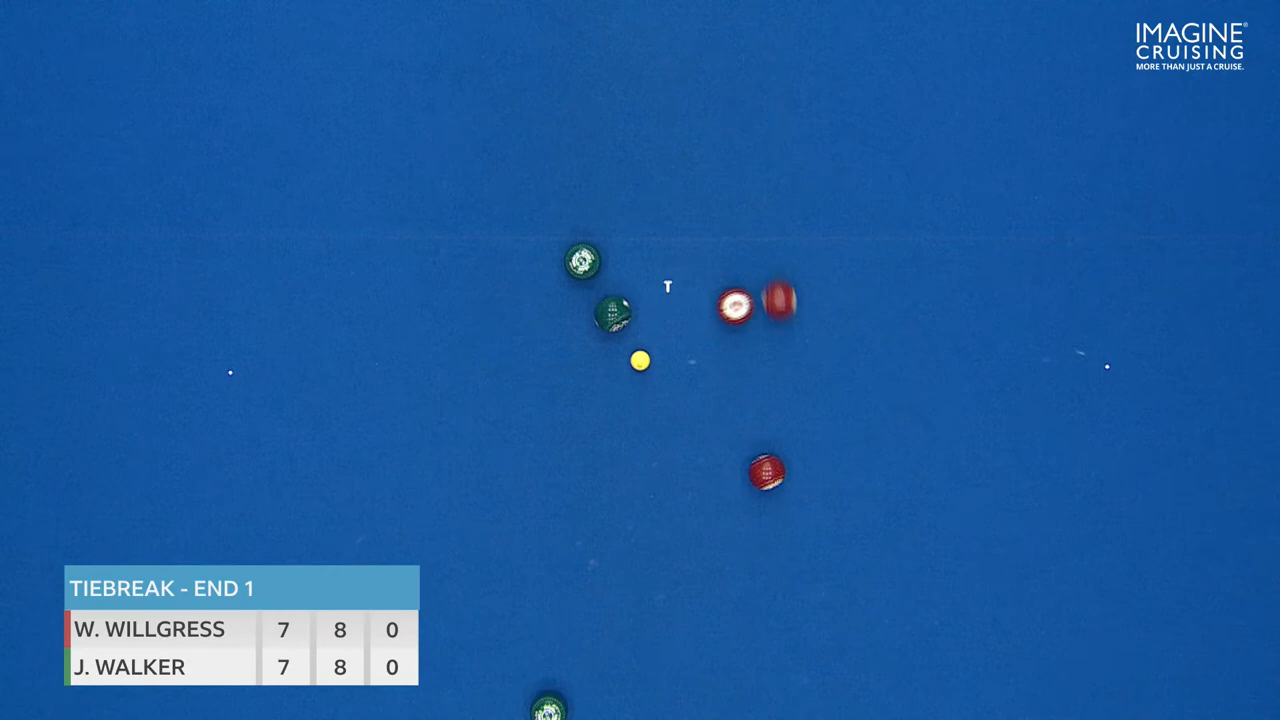 IMAGINE®
CRUISING
MORE THAN JUST A CRUISE.
T
TIEBREAK - END 1
W. WILLGRESS 7 8 0
J. WALKER 7 8 0